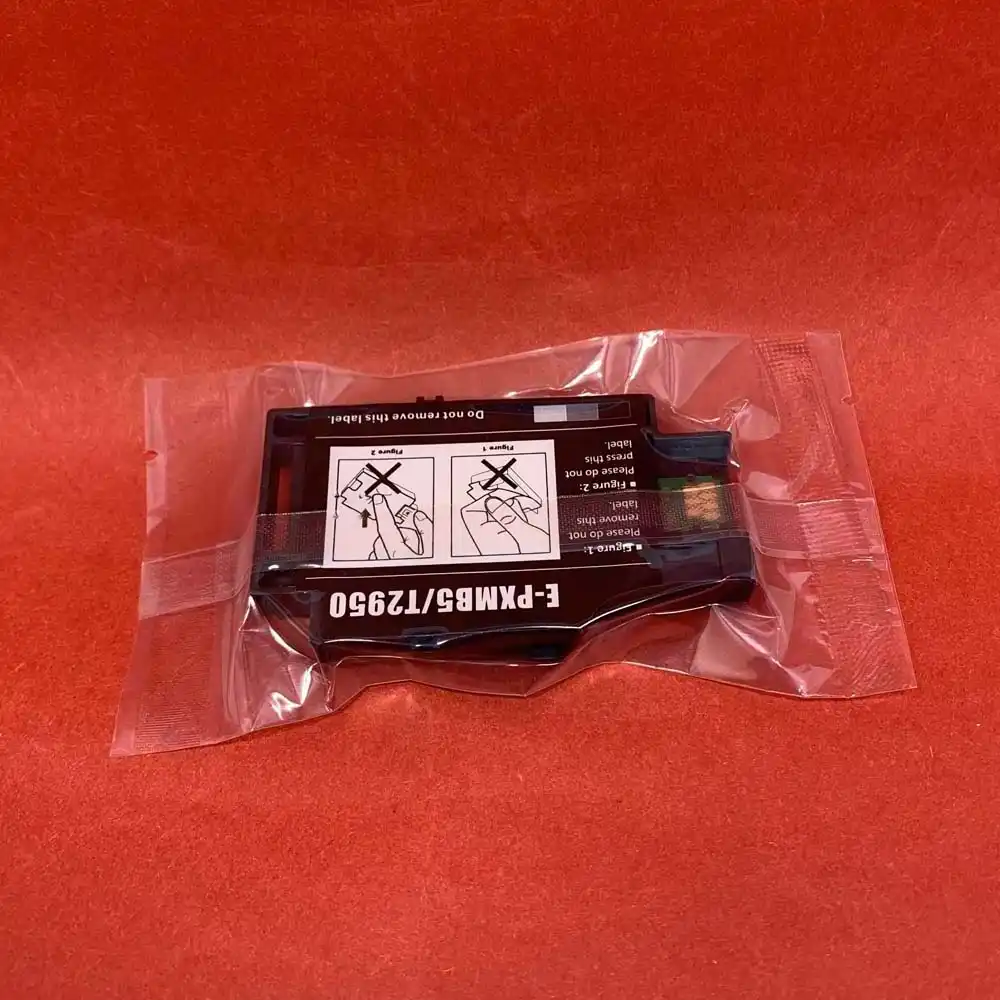 E-PXMB5/T2950
■ Figure 1:
Please do not
remove this
label.
■ Figure 2:
Please do not
press this
label.
Figure 1
Figure 2
Do not remove this label.